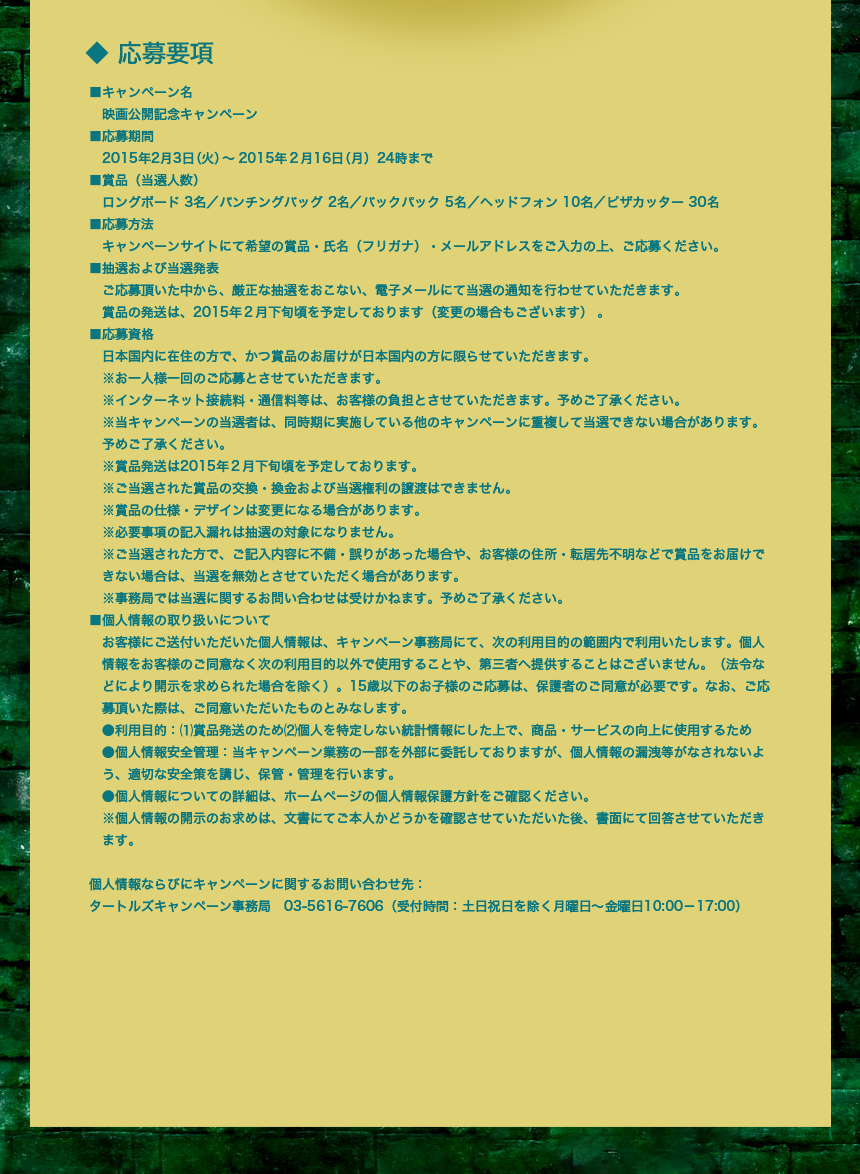 ◆ 応募要項
■キャンペーン名
映画公開記念キャンペーン
■応募期間
2015年2月3日(火)～ 2015年２月16日(月) 24時まで
■賞品（当選人数）
ロングボード 3名／パンチングバッグ 2名／バックパック 5名／ヘッドフォン 10名／ピザカッター 30名
■応募方法
キャンペーンサイトにて希望の賞品・氏名（フリガナ）・メールアドレスをご入力の上、ご応募ください。
■抽選および当選発表
ご応募頂いた中から、厳正な抽選をおこない、電子メールにて当選の通知を行わせていただきます。
賞品の発送は、2015年２月下旬頃を予定しております（変更の場合もございます） 。
■応募資格
日本国内に在住の方で、かつ賞品のお届けが日本国内の方に限らせていただきます。
※お一人様一回のご応募とさせていただきます。
※インターネット接続料・通信料等は、お客様の負担とさせていただきます。予めご了承ください。
※当キャンペーンの当選者は、同時期に実施している他のキャンペーンに重複して当選できない場合があります。
予めご了承ください。
※賞品発送は2015年２月下旬頃を予定しております。
※ご当選された賞品の交換・換金および当選権利の譲渡はできません。
※賞品の仕様・デザインは変更になる場合があります。
※必要事項の記入漏れは抽選の対象になりません。
※ご当選された方で、ご記入内容に不備・誤りがあった場合や、お客様の住所・転居先不明などで賞品をお届けで
きない場合は、当選を無効とさせていただく場合があります。
※事務局では当選に関するお問い合わせは受けかねます。予めご了承ください。
■個人情報の取り扱いについて
お客様にご送付いただいた個人情報は、キャンペーン事務局にて、次の利用目的の範囲内で利用いたします。個人
情報をお客様のご同意なく次の利用目的以外で使用することや、第三者へ提供することはございません。（法令な
どにより開示を求められた場合を除く）。15歳以下のお子様のご応募は、保護者のご同意が必要です。なお、ご応
募頂いた際は、ご同意いただいたものとみなします。
●利用目的：⑴賞品発送のため⑵個人を特定しない統計情報にした上で、商品・サービスの向上に使用するため
●個人情報安全管理：当キャンペーン業務の一部を外部に委託しておりますが、個人情報の漏洩等がなされないよ
う、適切な安全策を講じ、保管・管理を行います。
●個人情報についての詳細は、ホームページの個人情報保護方針をご確認ください。
※個人情報の開示のお求めは、文書にてご本人かどうかを確認させていただいた後、書面にて回答させていただき
ます。
個人情報ならびにキャンペーンに関するお問い合わせ先：
タートルズキャンペーン事務局　03-5616-7606（受付時間：土日祝日を除く月曜日～金曜日10:00－17:00）